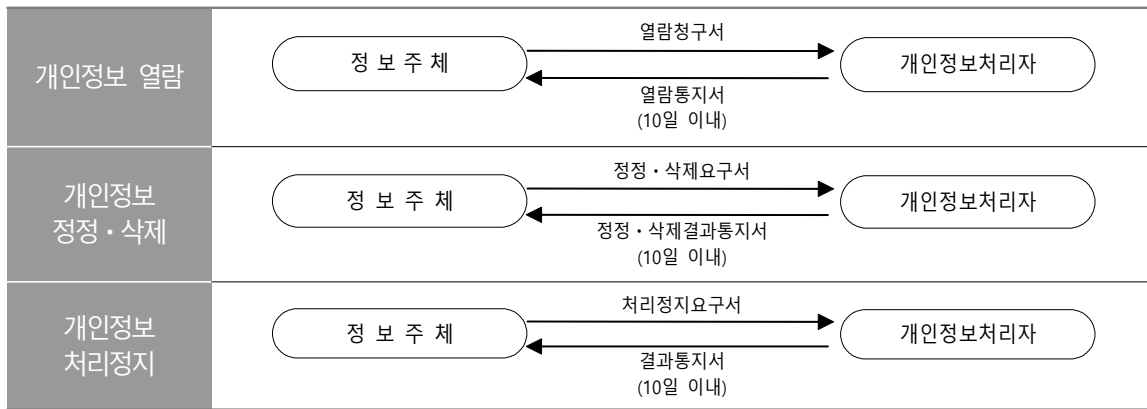 개인정보 열람
정 보 주 체
열람청구서
열람통지서
(10일 이내)
개인정보처리자
개인정보
정정・삭제
정 보 주 체
정정・삭제요구서
정정・삭제결과통지서
(10일 이내)
개인정보처리자
개인정보
처리정지
정 보 주 체
처리정지요구서
결과통지서
(10일 이내)
개인정보처리자